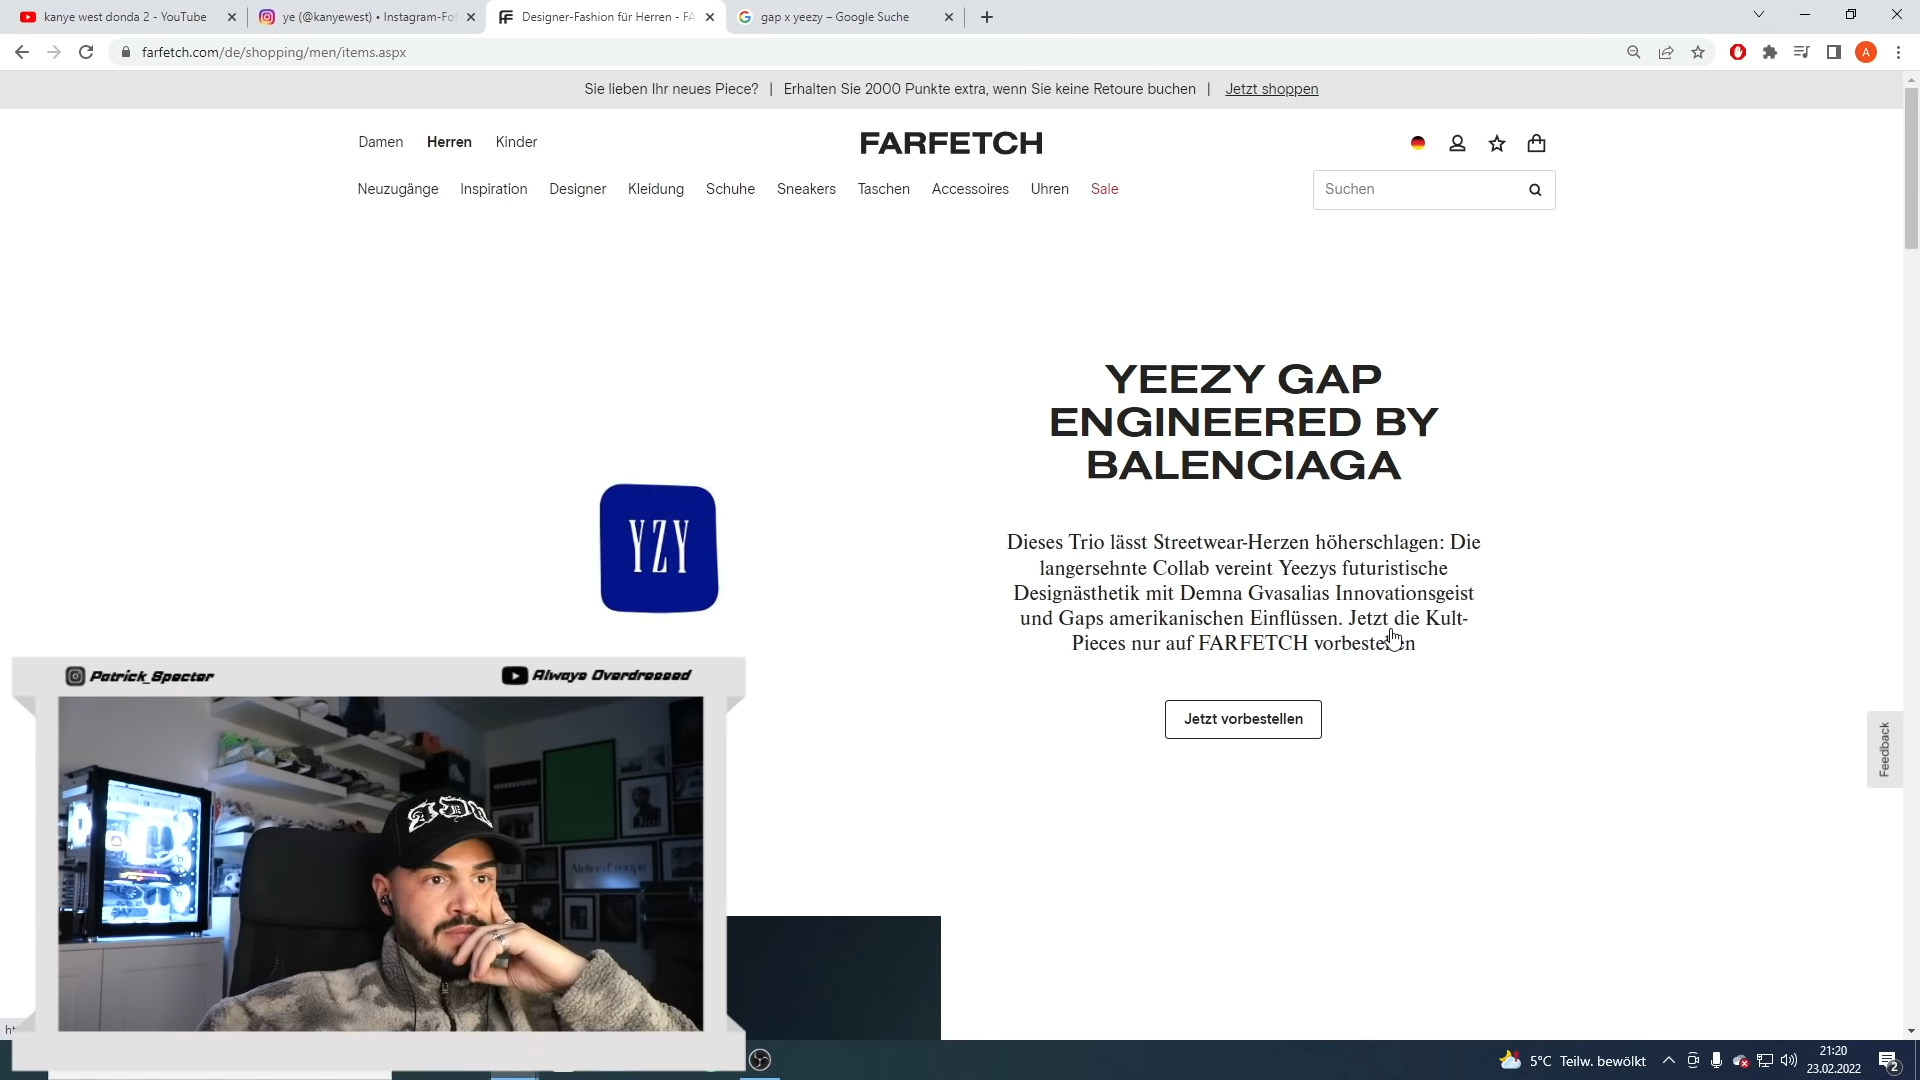 kanye west donda 2 - YouTube
ye (@kanyewest) • Instagram-Fot
Designer-Fashion für Herren - FA
gap x yeezy – Google Suche
farfetch.com/de/shopping/men/items.aspx
A
Sie lieben Ihr neues Piece? | Erhalten Sie 2000 Punkte extra, wenn Sie keine Retoure buchen | Jetzt shoppen
Damen Herren Kinder
FARFETCH
Neuzugänge Inspiration Designer Kleidung Schuhe Sneakers Taschen Accessoires Uhren Sale
Suchen
YEEZY GAP
ENGINEERED BY
BALENCIAGA
YZY
Dieses Trio lässt Streetwear-Herzen höherschlagen: Die
langersehnte Collab vereint Yeezys futuristische
Designästhetik mit Demna Gvasalias Innovationsgeist
und Gaps amerikanischen Einflüssen. Jetzt die Kult-
Pieces nur auf FARFETCH vorbestellen
Jetzt vorbestellen
Feedback
Patrick_Specter
Always Overdressed
5°C Teilw. bewölkt
21:20
23.02.2022
2